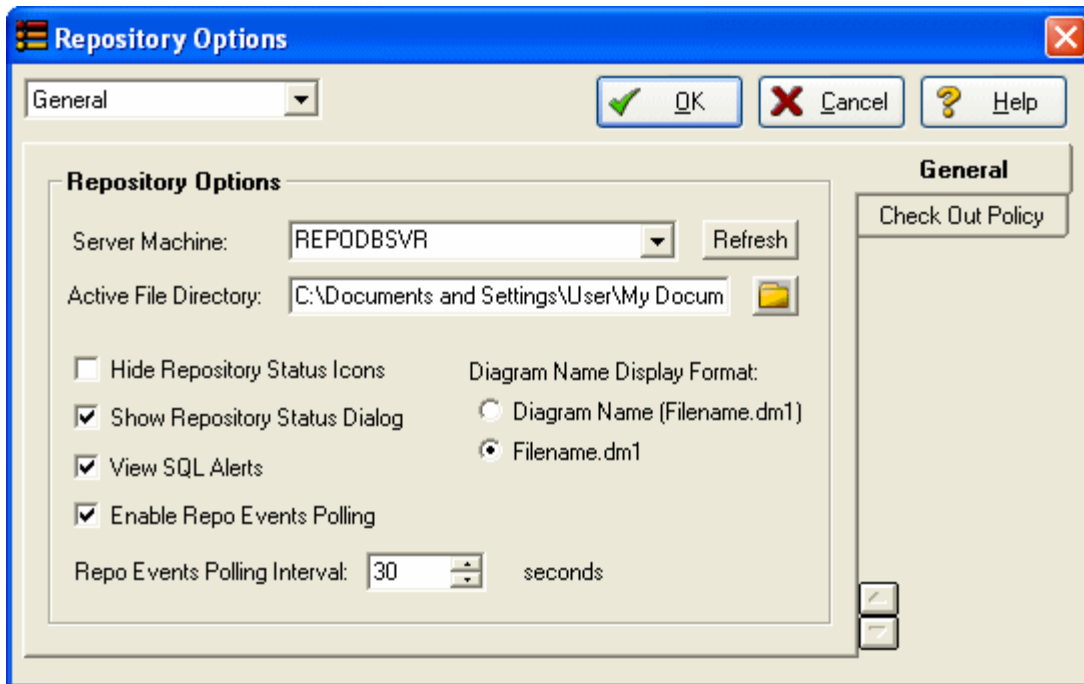 Repository Options
General
OK
Cancel
Help
General
Check Out Policy
Repository Options
Server Machine:
REPODBSVR
Refresh
Active File Directory:
C:\Documents and Settings\User\My Docum
Hide Repository Status Icons
Show Repository Status Dialog
View SQL Alerts
Enable Repo Events Polling
Diagram Name Display Format:
Diagram Name (Filename.dm1)
Filename.dm1
Repo Events Polling Interval: 30 seconds